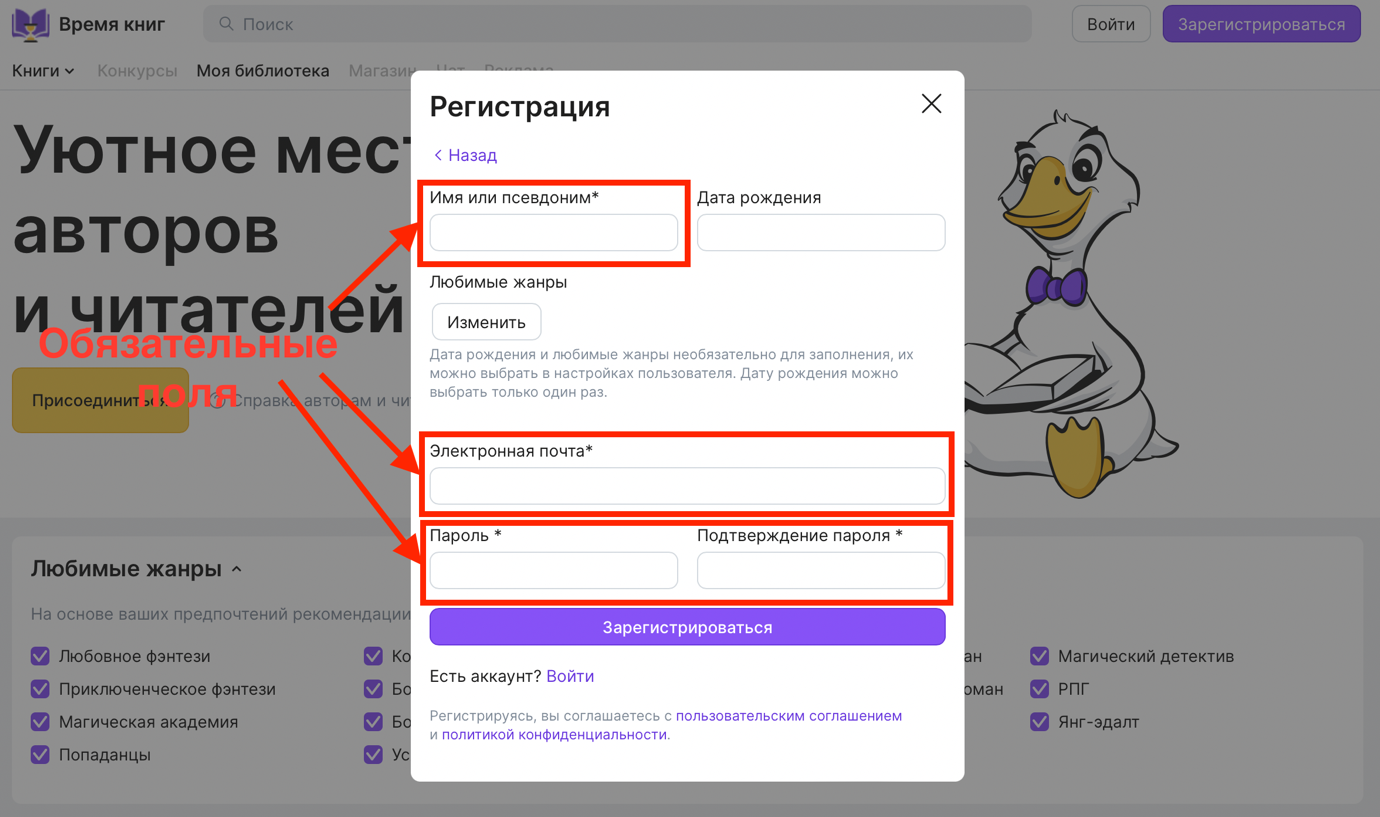 Время книг
Поиск
Войти
Зарегистрироваться
Книги
Конкурсы
Моя библиотека
Магазин
Чат
Реклама
Уютное мест
авторов
и читателей
Обязательные
поля
Присоединиться
Справка авторам и чи
Регистрация
Назад
Имя или псевдоним*
Дата рождения
Любимые жанры
Изменить
Дата рождения и любимые жанры необязательно для заполнения, их
можно выбрать в настройках пользователя. Дату рождения можно
выбрать только один раз.
Электронная почта*
Пароль *
Подтверждение пароля *
Зарегистрироваться
Есть аккаунт? Войти
Регистрируясь, вы соглашаетесь с пользовательским соглашением
и политикой конфиденциальности.
Любимые жанры
На основе ваших предпочтений рекомендации
Любовное фэнтези
Ко
ан
Магический детектив
Приключенческое фэнтези
Бо
оман
РПГ
Магическая академия
Бо
Янг-эдалт
Попаданцы
Ус